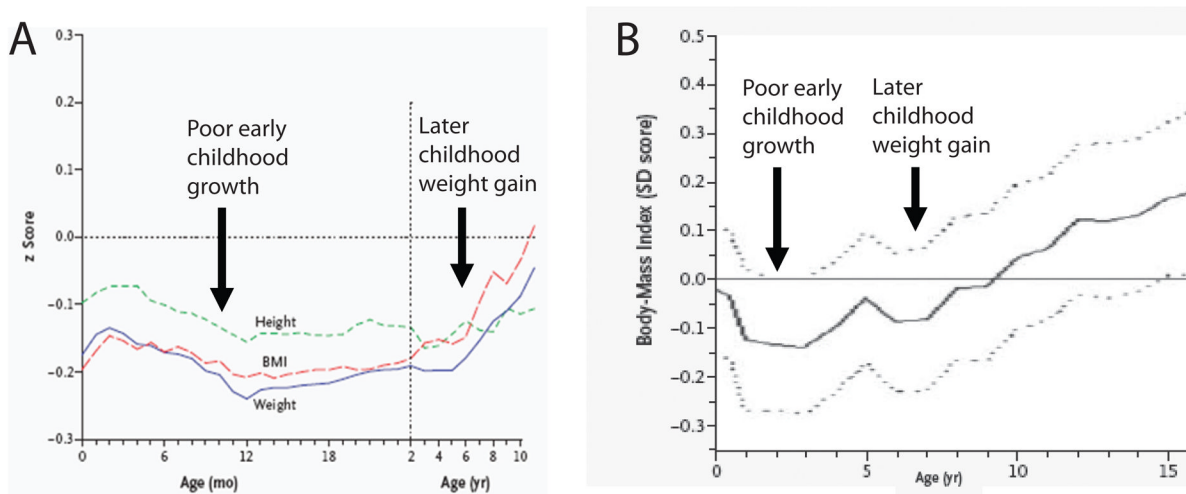 A
0.3
0.2
0.0
−0.1
−0.2
−0.3
z Score
Poor early
childhood
growth
Later
childhood
weight gain
Height
BMI
Weight
0
6
12
18
2
4
6
8
10
Age (mo)
Age (yr)
B
0.5
0.4
0.3
0.2
0.1
0.0
−0.1
−0.2
−0.3
Body-Mass Index (SD score)
Poor early
childhood
growth
Later
childhood
weight gain
0
5
10
15
Age (yr)